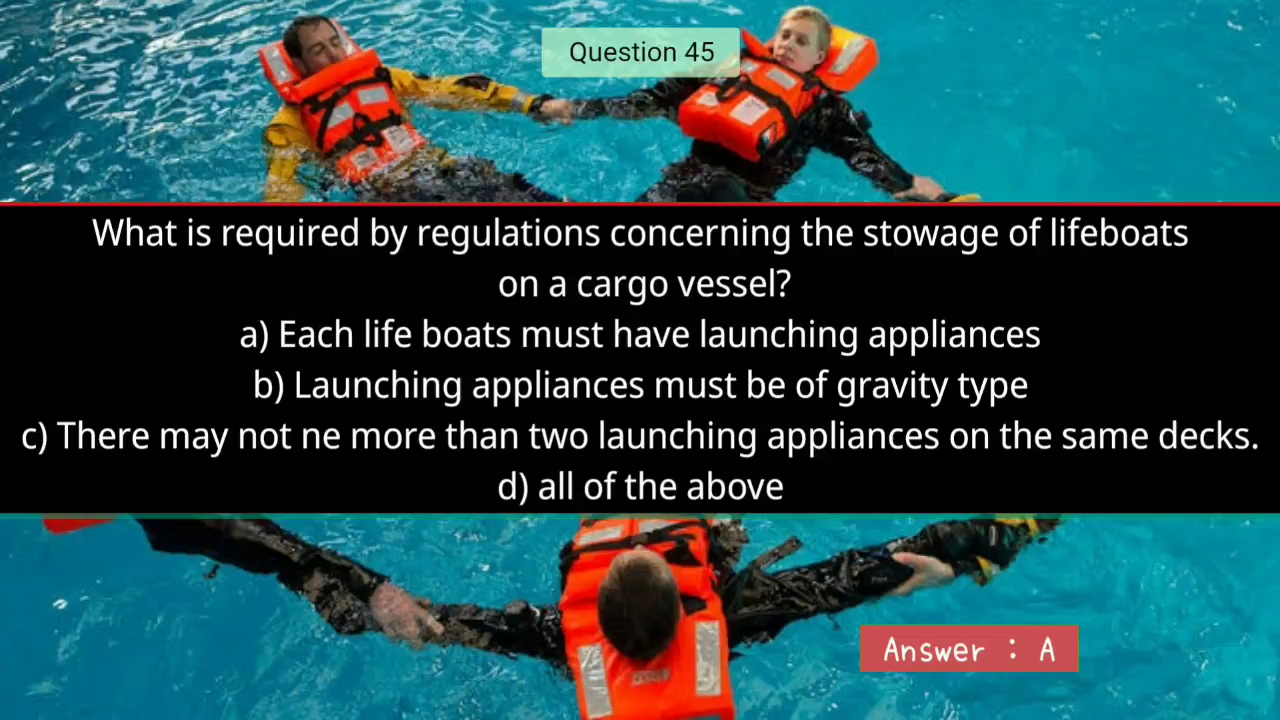 Question 45
What is required by regulations concerning the stowage of lifeboats
on a cargo vessel?
a) Each life boats must have launching appliances
b) Launching appliances must be of gravity type
c) There may not ne more than two launching appliances on the same decks.
d) all of the above
Answer : A